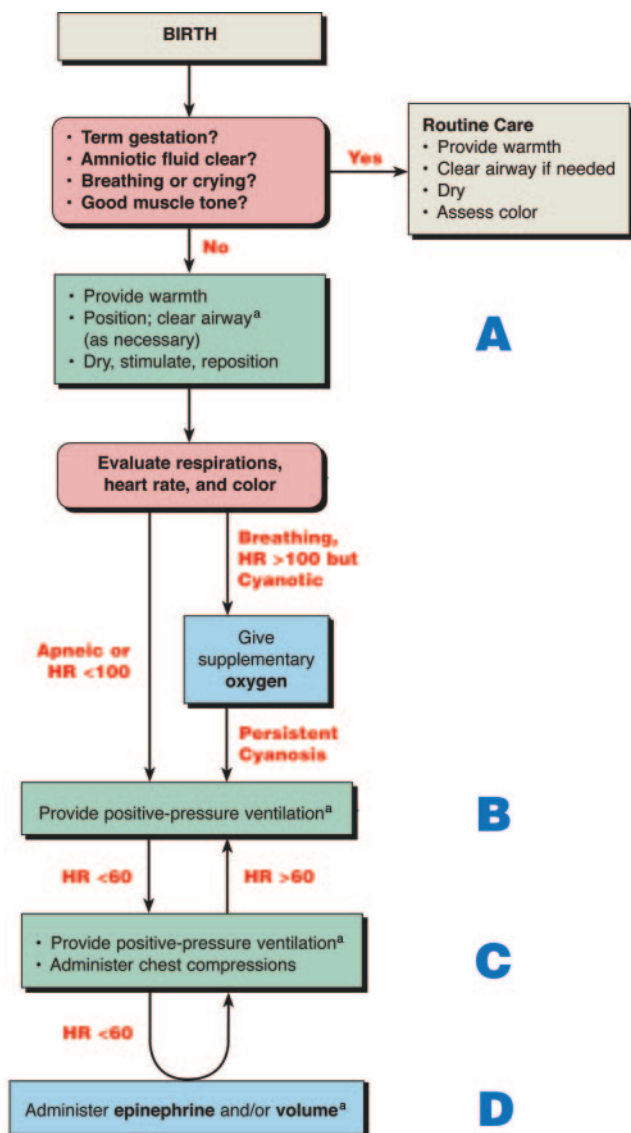 BIRTH
• Term gestation?
• Amniotic fluid clear?
• Breathing or crying?
• Good muscle tone?
Yes
Routine Care
• Provide warmth
• Clear airway if needed
• Dry
• Assess color
No
• Provide warmth
• Position; clear airwayᵃ
(as necessary)
• Dry, stimulate, reposition
A
Evaluate respirations,
heart rate, and color
Breathing,
HR >100 but
Cyanotic
Apneic or
HR <100
Give
supplementary
oxygen
Persistent
Cyanosis
Provide positive-pressure ventilationᵃ
B
HR <60
HR >60
• Provide positive-pressure ventilationᵃ
• Administer chest compressions
C
HR <60
Administer epinephrine and/or volumeᵃ
D